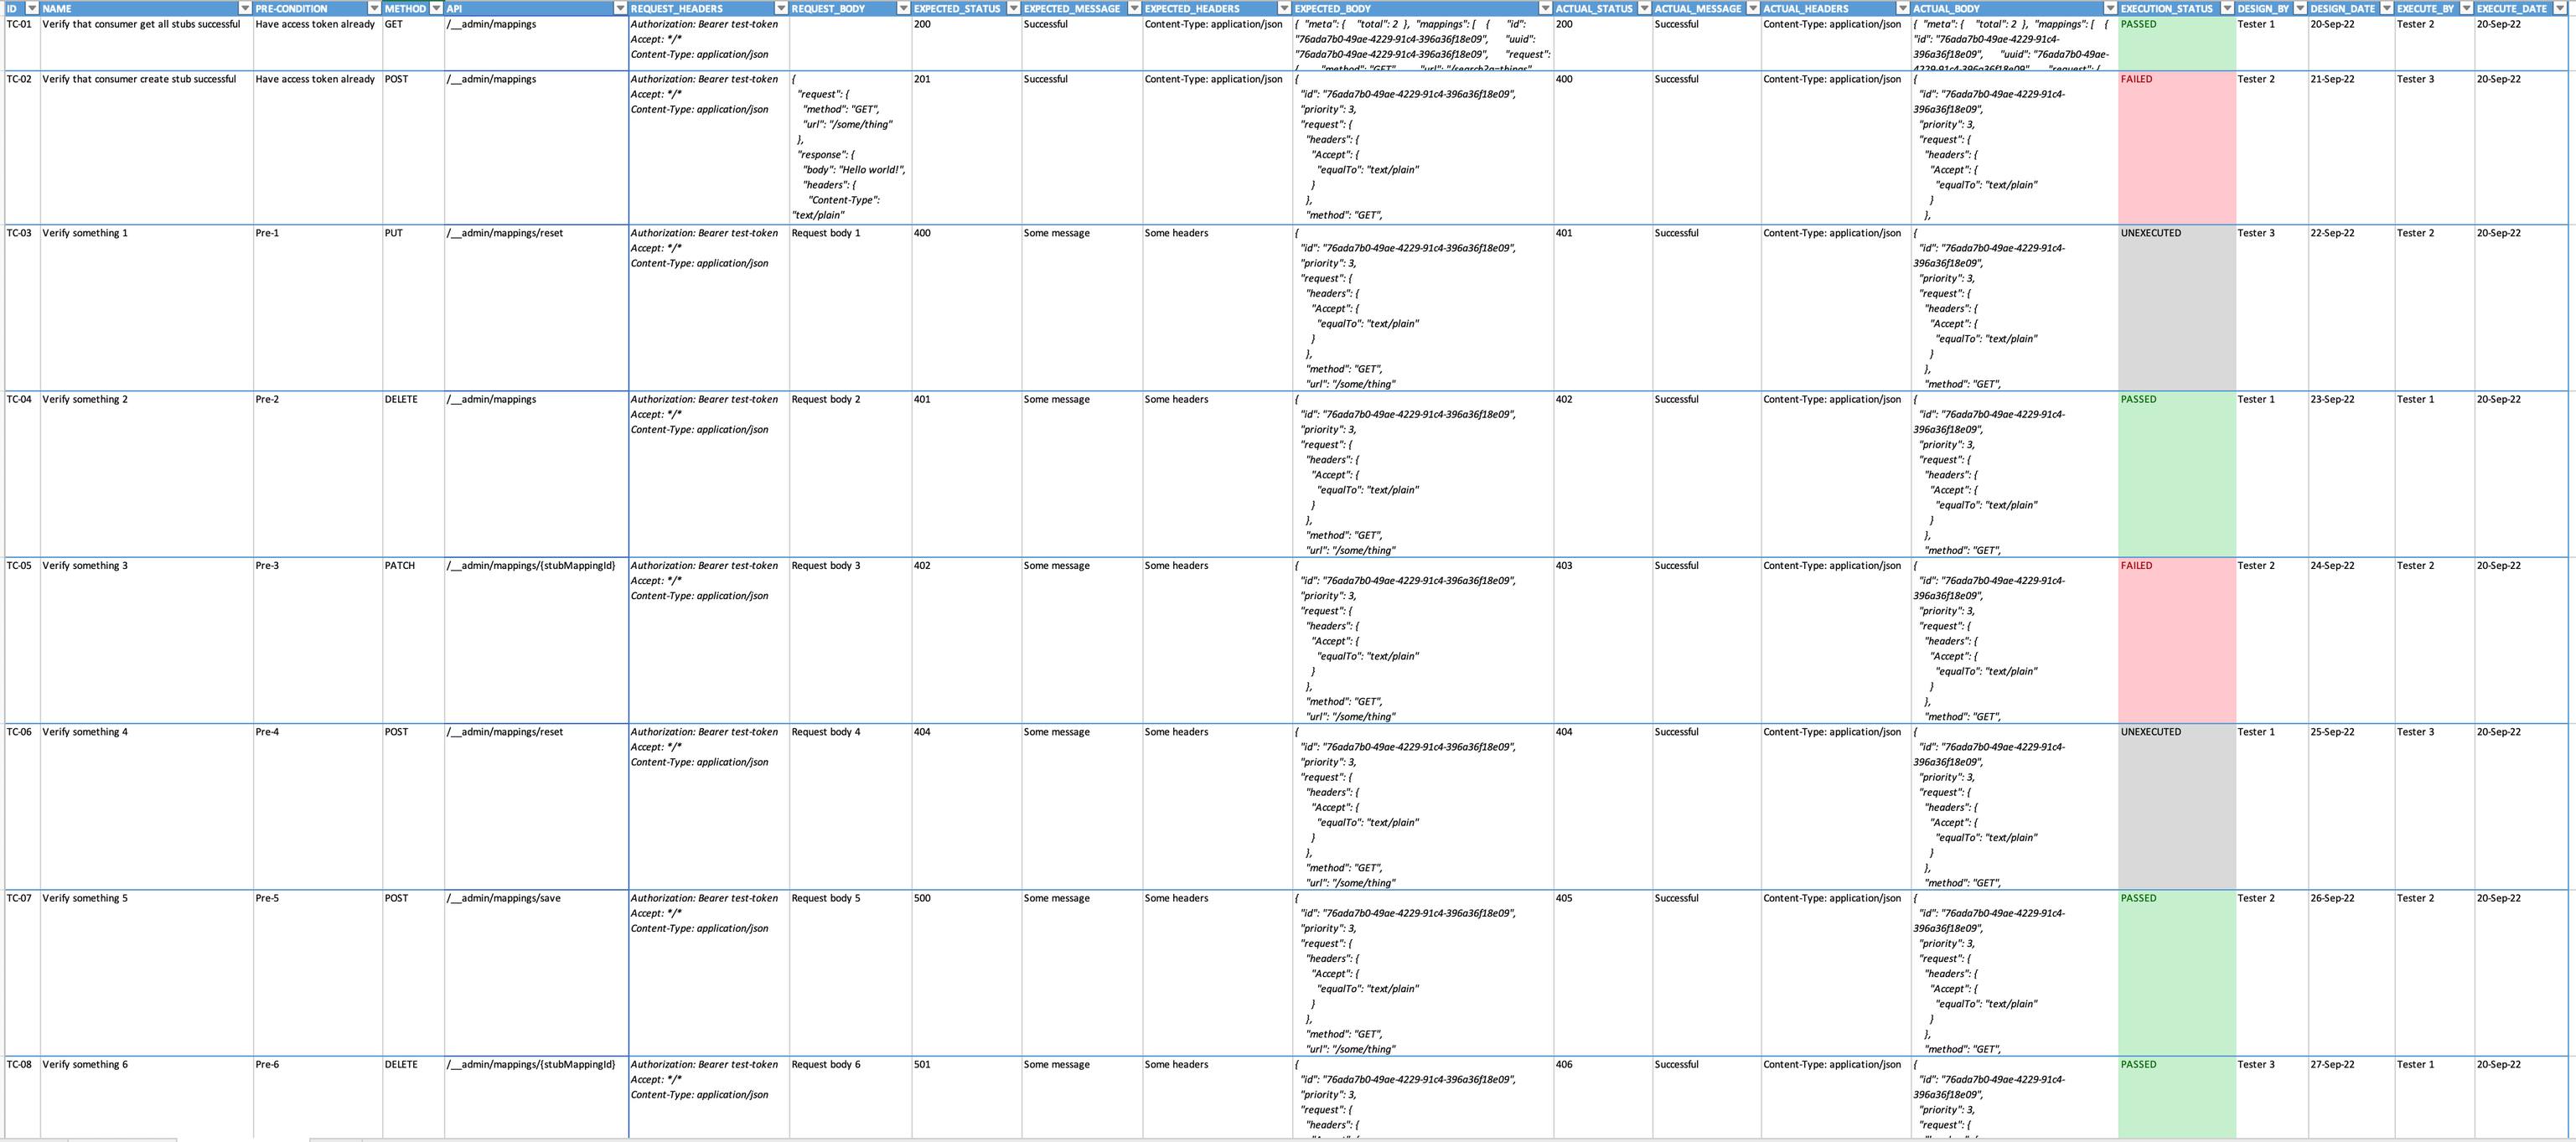 ID
NAME
PRE-CONDITION
METHOD
API
REQUEST_HEADERS
REQUEST_BODY
EXPECTED_STATUS
EXPECTED_MESSAGE
EXPECTED_HEADERS
EXPECTED_BODY
ACTUAL_STATUS
ACTUAL_MESSAGE
ACTUAL_HEADERS
ACTUAL_BODY
EXECUTION_STATUS
DESIGN_BY
DESIGN_DATE
EXECUTE_BY
EXECUTE_DATE
TC-01
Verify that consumer get all stubs successful
Have access token already
GET
/__admin/mappings
Authorization: Bearer test-token
Accept: */*
Content-Type: application/json
200
Successful
Content-Type: application/json
{ "meta": { "total": 2 }, "mappings": [ { "id":
"76ada7b0-49ae-4229-91c4-396a36f18e09", "uuid":
"76ada7b0-49ae-4229-91c4-396a36f18e09", "request":
{ "method": "GET", "url": "/search?q=things",
200
Successful
Content-Type: application/json
{ "meta": { "total": 2 }, "mappings": [ {
"id": "76ada7b0-49ae-4229-91c4-
396a36f18e09", "uuid": "76ada7b0-49ae-
4229-91c4-396a36f18e09", "request": {
PASSED
Tester 1
20-Sep-22
Tester 2
20-Sep-22
TC-02
Verify that consumer create stub successful
Have access token already
POST
/__admin/mappings
Authorization: Bearer test-token
Accept: */*
Content-Type: application/json
{
"request": {
"method": "GET",
"url": "/some/thing"
},
"response": {
"body": "Hello world!",
"headers": {
"Content-Type":
"text/plain"
201
Successful
Content-Type: application/json
{
"id": "76ada7b0-49ae-4229-91c4-396a36f18e09",
"priority": 3,
"request": {
"headers": {
"Accept": {
"equalTo": "text/plain"
}
},
"method": "GET",
400
Successful
Content-Type: application/json
{
"id": "76ada7b0-49ae-4229-91c4-
396a36f18e09",
"priority": 3,
"request": {
"headers": {
"Accept": {
"equalTo": "text/plain"
}
},
FAILED
Tester 2
21-Sep-22
Tester 3
20-Sep-22
TC-03
Verify something 1
Pre-1
PUT
/__admin/mappings/reset
Authorization: Bearer test-token
Accept: */*
Content-Type: application/json
Request body 1
400
Some message
Some headers
{
"id": "76ada7b0-49ae-4229-91c4-396a36f18e09",
"priority": 3,
"request": {
"headers": {
"Accept": {
"equalTo": "text/plain"
}
},
"method": "GET",
"url": "/some/thing"
401
Successful
Content-Type: application/json
{
"id": "76ada7b0-49ae-4229-91c4-
396a36f18e09",
"priority": 3,
"request": {
"headers": {
"Accept": {
"equalTo": "text/plain"
}
},
"method": "GET",
UNEXECUTED
Tester 3
22-Sep-22
Tester 2
20-Sep-22
TC-04
Verify something 2
Pre-2
DELETE
/__admin/mappings
Authorization: Bearer test-token
Accept: */*
Content-Type: application/json
Request body 2
401
Some message
Some headers
{
"id": "76ada7b0-49ae-4229-91c4-396a36f18e09",
"priority": 3,
"request": {
"headers": {
"Accept": {
"equalTo": "text/plain"
}
},
"method": "GET",
"url": "/some/thing"
402
Successful
Content-Type: application/json
{
"id": "76ada7b0-49ae-4229-91c4-
396a36f18e09",
"priority": 3,
"request": {
"headers": {
"Accept": {
"equalTo": "text/plain"
}
},
"method": "GET",
PASSED
Tester 1
23-Sep-22
Tester 1
20-Sep-22
TC-05
Verify something 3
Pre-3
PATCH
/__admin/mappings/{stubMappingId}
Authorization: Bearer test-token
Accept: */*
Content-Type: application/json
Request body 3
402
Some message
Some headers
{
"id": "76ada7b0-49ae-4229-91c4-396a36f18e09",
"priority": 3,
"request": {
"headers": {
"Accept": {
"equalTo": "text/plain"
}
},
"method": "GET",
"url": "/some/thing"
403
Successful
Content-Type: application/json
{
"id": "76ada7b0-49ae-4229-91c4-
396a36f18e09",
"priority": 3,
"request": {
"headers": {
"Accept": {
"equalTo": "text/plain"
}
},
"method": "GET",
FAILED
Tester 2
24-Sep-22
Tester 2
20-Sep-22
TC-06
Verify something 4
Pre-4
POST
/__admin/mappings/reset
Authorization: Bearer test-token
Accept: */*
Content-Type: application/json
Request body 4
404
Some message
Some headers
{
"id": "76ada7b0-49ae-4229-91c4-396a36f18e09",
"priority": 3,
"request": {
"headers": {
"Accept": {
"equalTo": "text/plain"
}
},
"method": "GET",
"url": "/some/thing"
404
Successful
Content-Type: application/json
{
"id": "76ada7b0-49ae-4229-91c4-
396a36f18e09",
"priority": 3,
"request": {
"headers": {
"Accept": {
"equalTo": "text/plain"
}
},
"method": "GET",
UNEXECUTED
Tester 1
25-Sep-22
Tester 3
20-Sep-22
TC-07
Verify something 5
Pre-5
POST
/__admin/mappings/save
Authorization: Bearer test-token
Accept: */*
Content-Type: application/json
Request body 5
500
Some message
Some headers
{
"id": "76ada7b0-49ae-4229-91c4-396a36f18e09",
"priority": 3,
"request": {
"headers": {
"Accept": {
"equalTo": "text/plain"
}
},
"method": "GET",
"url": "/some/thing"
405
Successful
Content-Type: application/json
{
"id": "76ada7b0-49ae-4229-91c4-
396a36f18e09",
"priority": 3,
"request": {
"headers": {
"Accept": {
"equalTo": "text/plain"
}
},
"method": "GET",
PASSED
Tester 2
26-Sep-22
Tester 2
20-Sep-22
TC-08
Verify something 6
Pre-6
DELETE
/__admin/mappings/{stubMappingId}
Authorization: Bearer test-token
Accept: */*
Content-Type: application/json
Request body 6
501
Some message
Some headers
{
"id": "76ada7b0-49ae-4229-91c4-396a36f18e09",
"priority": 3,
"request": {
"headers": {
406
Successful
Content-Type: application/json
{
"id": "76ada7b0-49ae-4229-91c4-
396a36f18e09",
"priority": 3,
"request": {
PASSED
Tester 3
27-Sep-22
Tester 1
20-Sep-22